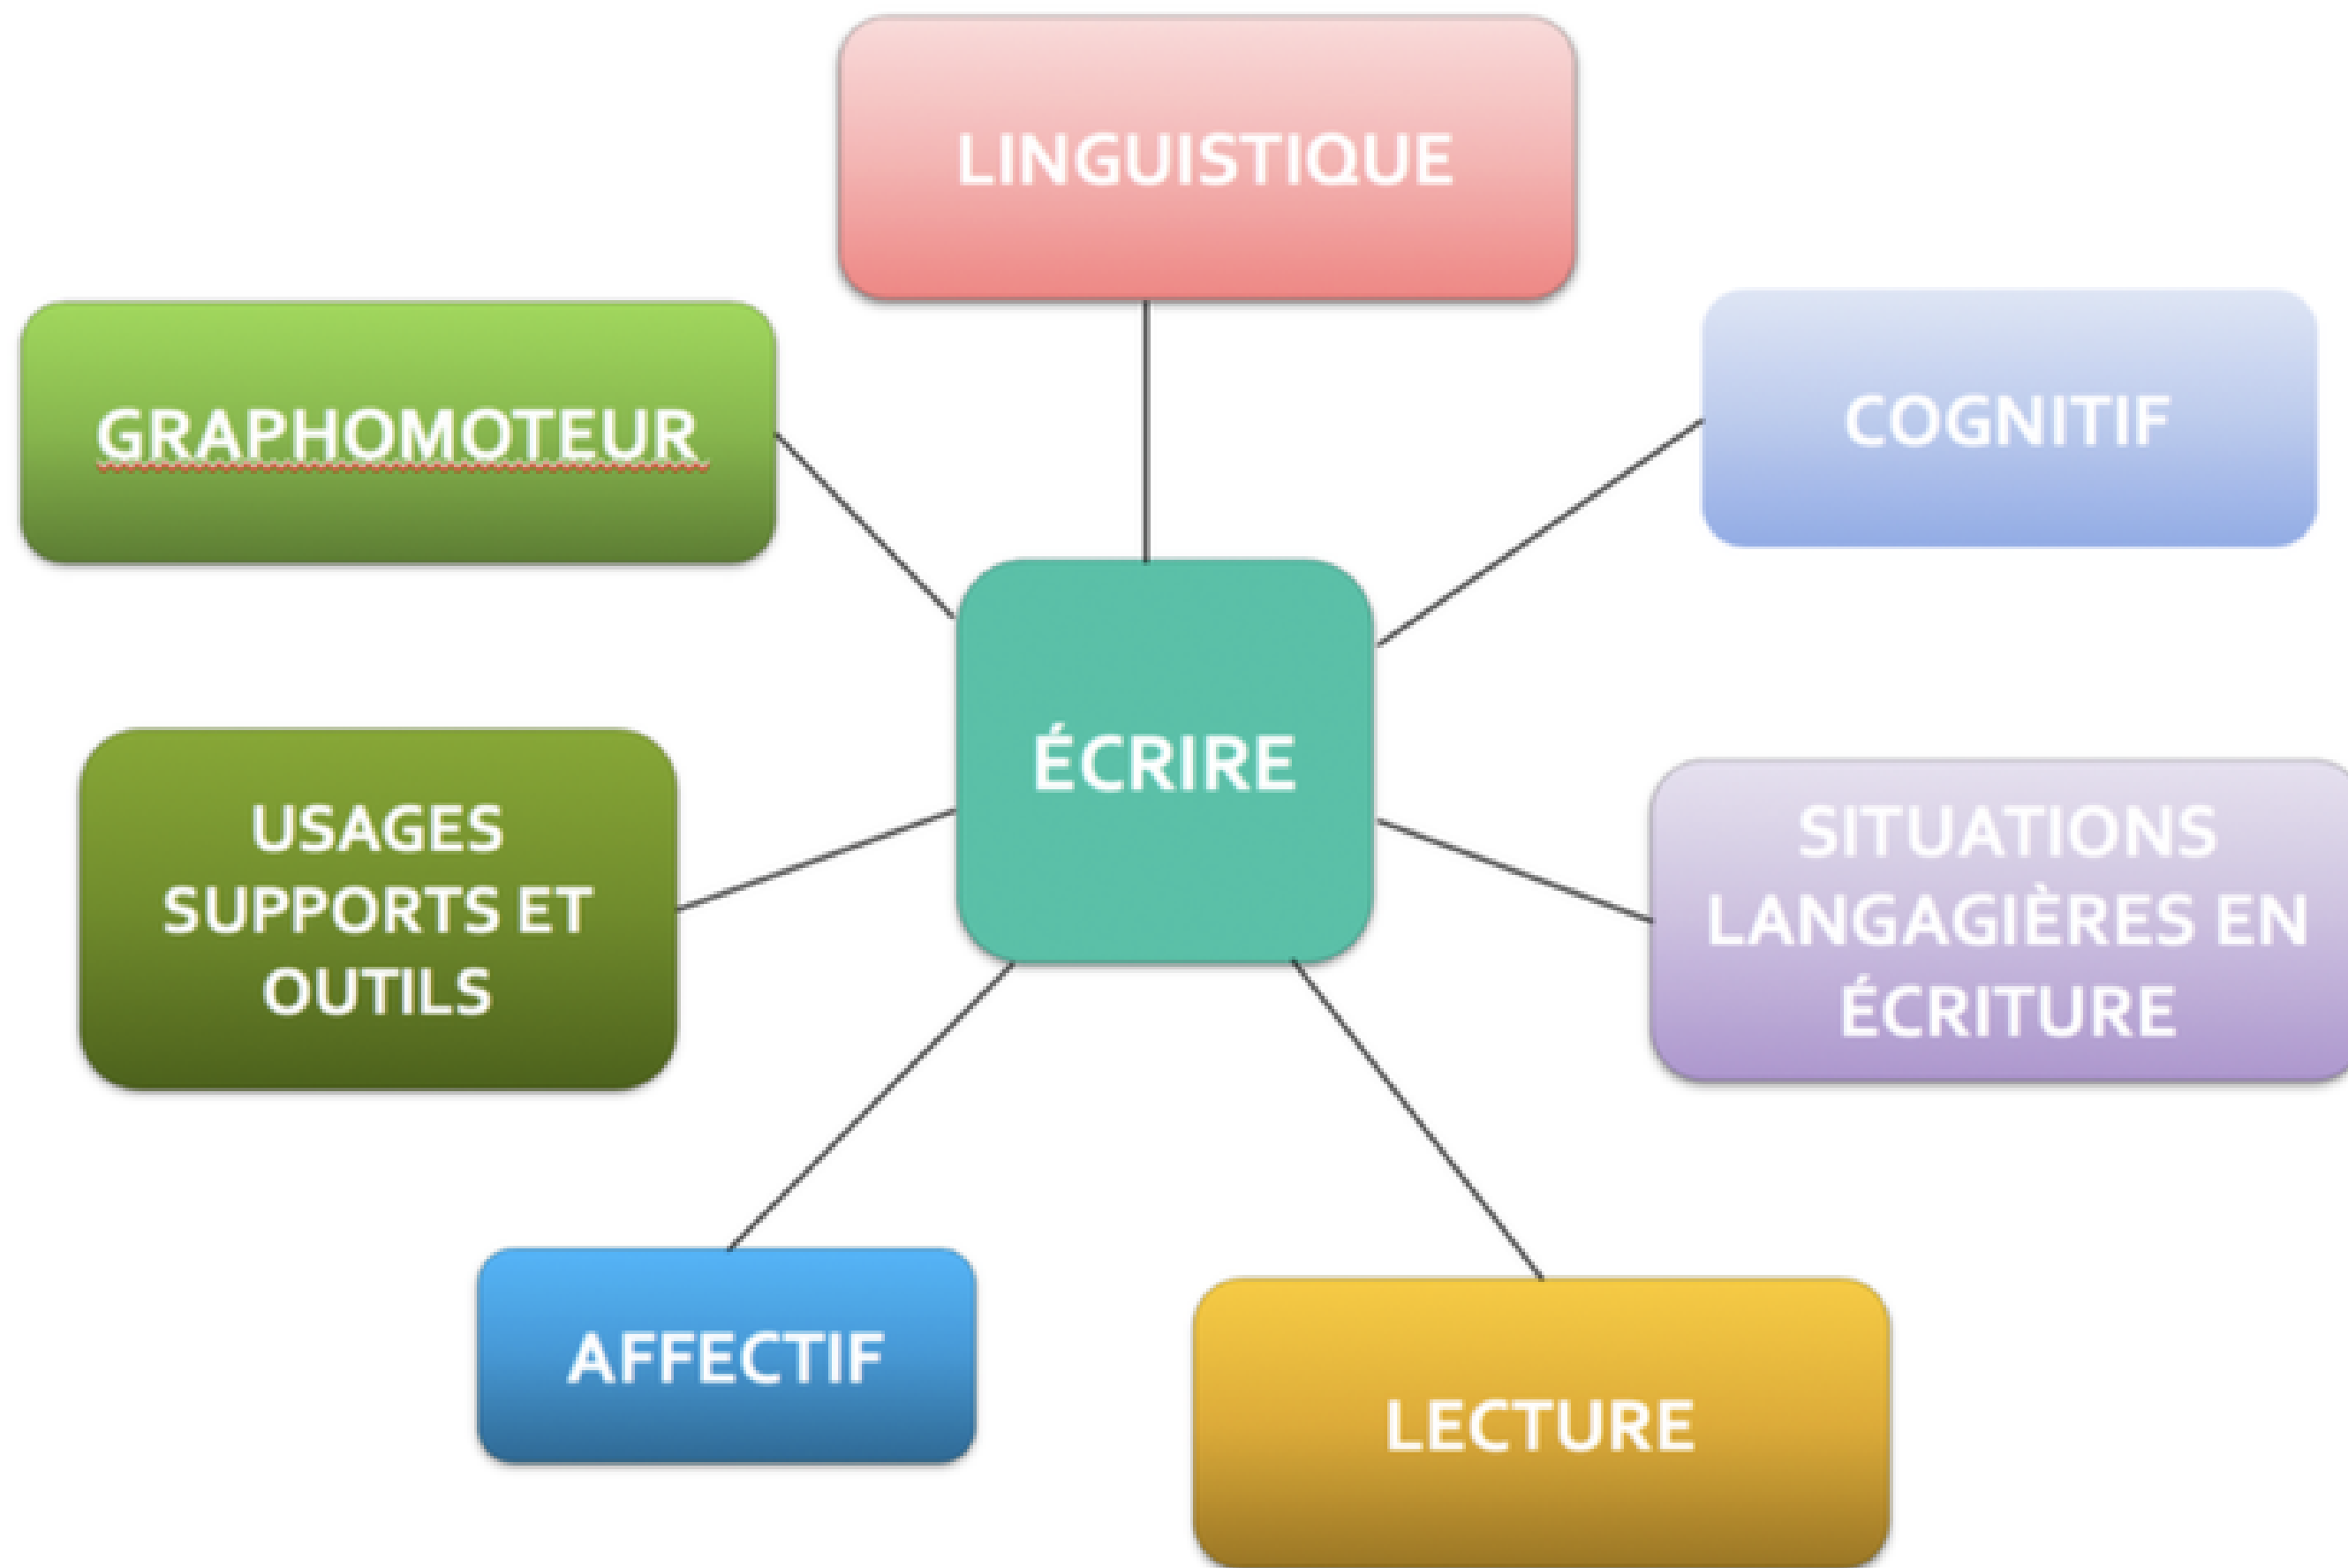 LINGUISTIQUE
GRAPHOMOTEUR
COGNITIF
ÉCRIRE
USAGES
SUPPORTS ET
OUTILS
SITUATIONS
LANGAGIÈRES EN
ÉCRITURE
AFFECTIF
LECTURE